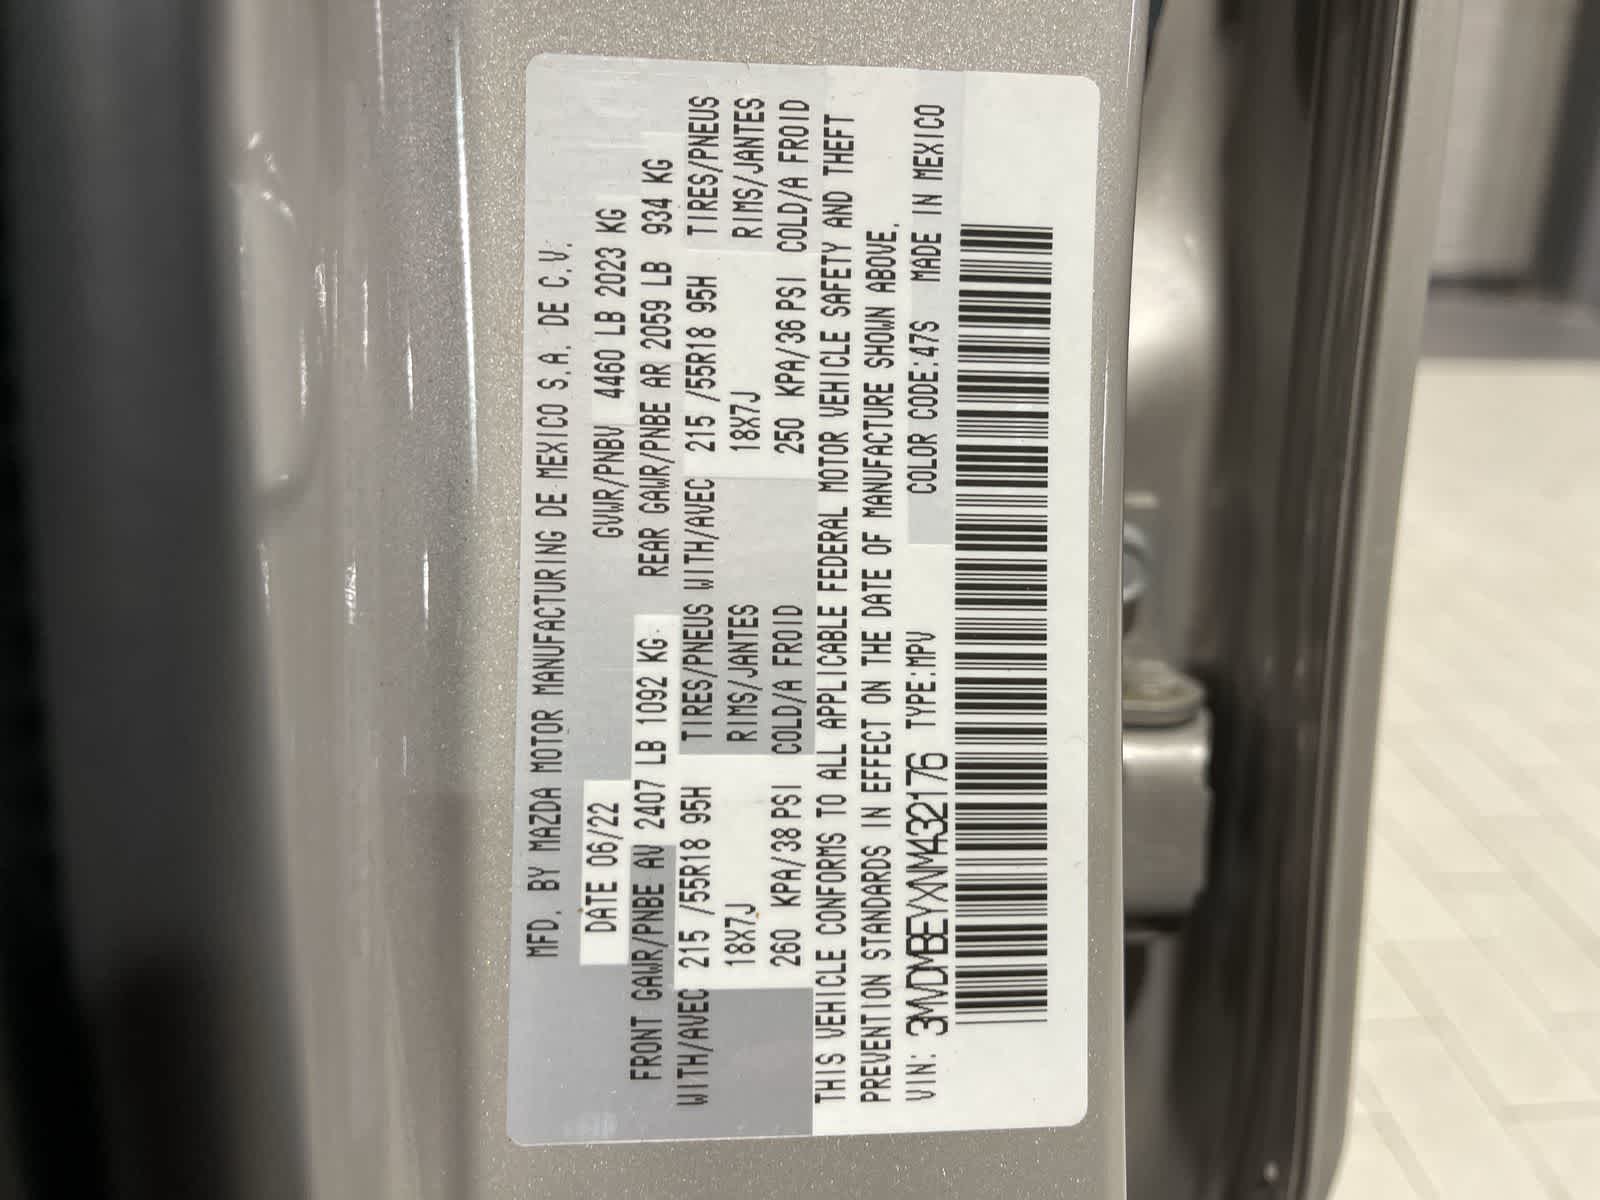 MFD. BY MAZDA MOTOR MANUFACTURING DE MEXICO S.A. DE C.V.
DATE 06/22 GVWR/PNBV 4460 LB 2023 KG
FRONT GAWR/PNBE AV 2407 LB 1092 KG REAR GAWR/PNBE AR 2059 LB 934 KG
WITH/AVEC 215 /55R18 95H TIRES/PNEUS WITH/AVEC 215 /55R18 95H TIRES/PNEUS
18X7J RIMS/JANTES 18X7J RIMS/JANTES
260 KPA/38 PSI COLD/A FROID 250 KPA/36 PSI COLD/A FROID
THIS VEHICLE CONFORMS TO ALL APPLICABLE FEDERAL MOTOR VEHICLE SAFETY AND THEFT
PREVENTION STANDARDS IN EFFECT ON THE DATE OF MANUFACTURE SHOWN ABOVE.
VIN: 3MVDMBEYXNM432176 TYPE:MPV COLOR CODE:47S MADE IN MEXICO